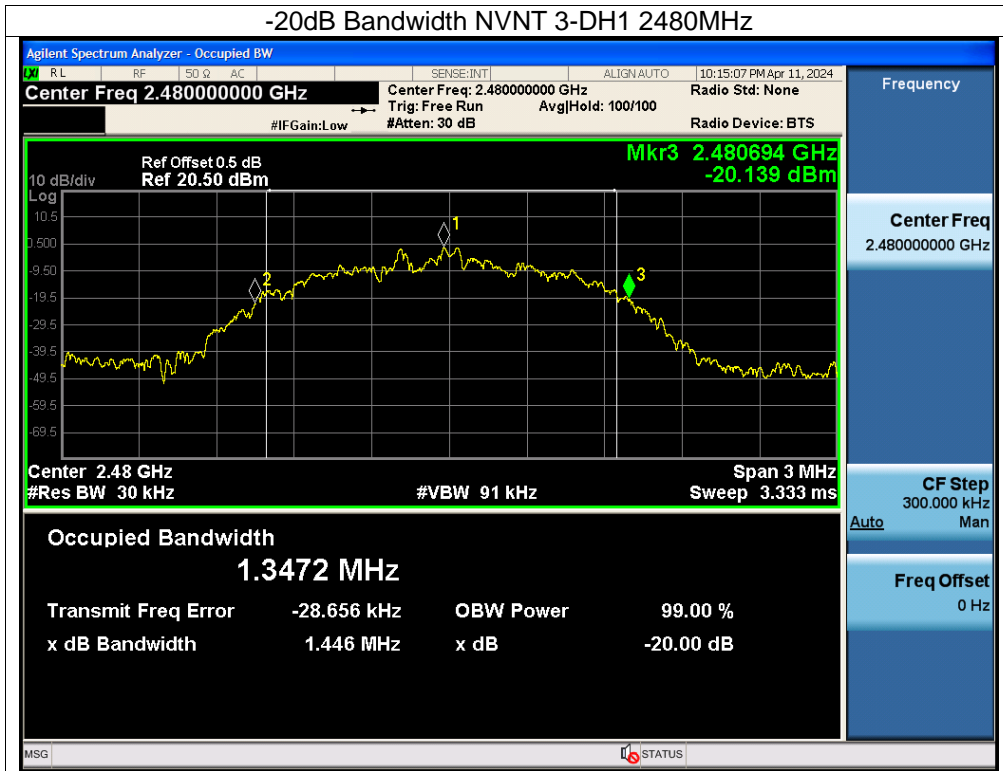 -20dB Bandwidth NVNT 3-DH1 2480MHz
Agilent Spectrum Analyzer - Occupied BW
LXI RL RF 50 Ω AC SENSE:INT ALIGN AUTO 10:15:07 PM Apr 11, 2024
Center Freq 2.480000000 GHz Center Freq: 2.480000000 GHz Radio Std: None
Trig: Free Run Avg|Hold: 100/100
#IFGain:Low #Atten: 30 dB Radio Device: BTS
Frequency
Mkr3 2.480694 GHz
-20.139 dBm
Ref Offset 0.5 dB
10 dB/div Ref 20.50 dBm
Log
10.5
0.500
-9.50
-19.5
-29.5
-39.5
-49.5
-59.5
-69.5
1
2
3
Center 2.48 GHz Span 3 MHz
#Res BW 30 kHz #VBW 91 kHz Sweep 3.333 ms
Occupied Bandwidth
1.3472 MHz
Transmit Freq Error -28.656 kHz OBW Power 99.00 %
x dB Bandwidth 1.446 MHz x dB -20.00 dB
Center Freq
2.480000000 GHz
CF Step
300.000 kHz
Auto Man
Freq Offset
0 Hz
MSG STATUS